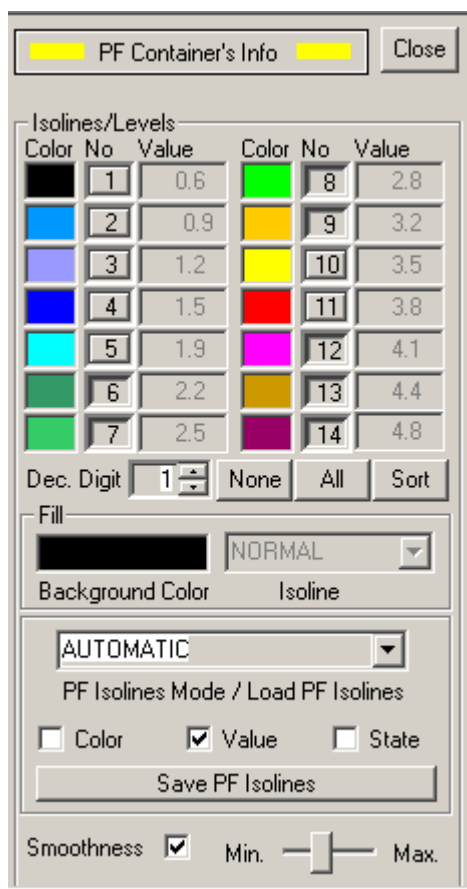 PF Container's Info Close
Isolines/Levels
Color No Value Color No Value
1 0.6 8 2.8
2 0.9 9 3.2
3 1.2 10 3.5
4 1.5 11 3.8
5 1.9 12 4.1
6 2.2 13 4.4
7 2.5 14 4.8
Dec. Digit 1 None All Sort
Fill
NORMAL
Background Color Isoline
AUTOMATIC
PF Isolines Mode / Load PF Isolines
Color Value State
Save PF Isolines
Smoothness Min. Max.